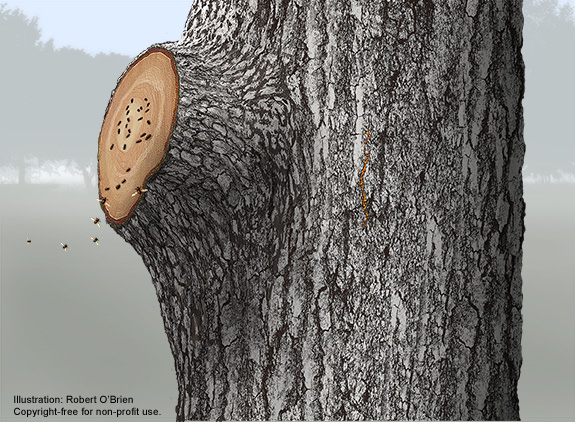 Illustration: Robert O'Brien
Copyright-free for non-profit use.